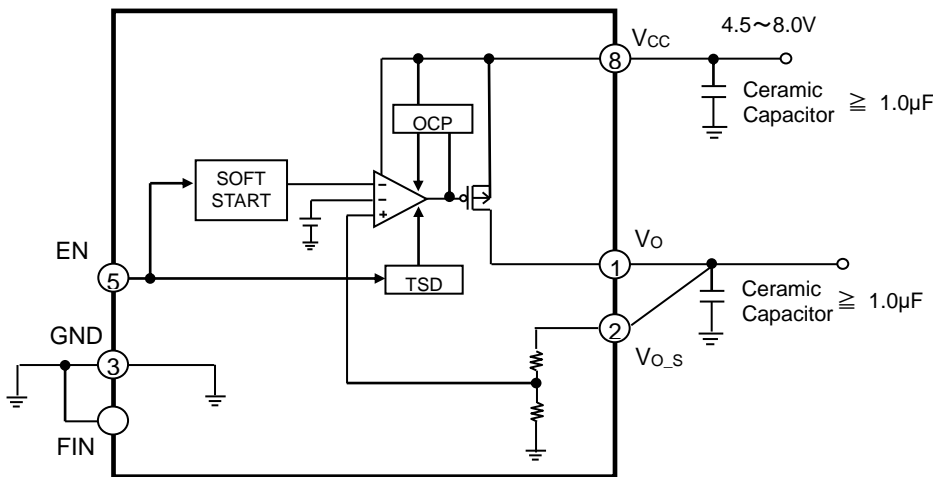 4.5～8.0V
VCC
8
Ceramic
Capacitor ≧ 1.0µF
OCP
SOFT
START
−
−
+
EN
5
TSD
VO
1
Ceramic
Capacitor ≧ 1.0µF
GND
3
2
VO_S
FIN